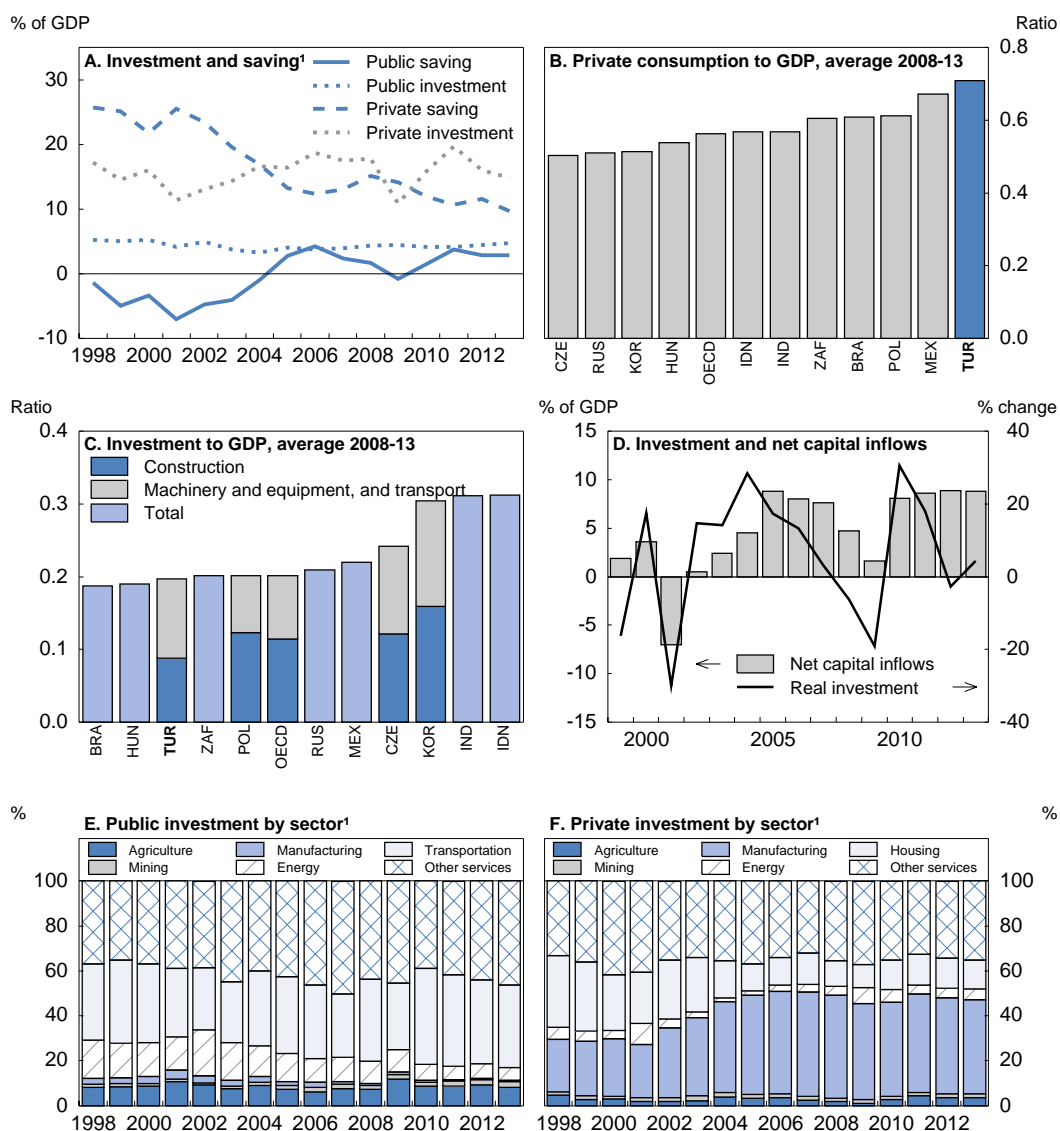 % of GDP
A. Investment and saving¹
Public saving
Public investment
Private saving
Private investment
30
20
10
0
-10
1998 2000 2002 2004 2006 2008 2010 2012
Ratio
B. Private consumption to GDP, average 2008-13
0.8
0.6
0.4
0.2
0.0
CZE RUS KOR HUN OECD IDN IND ZAF BRA POL MEX TUR
Ratio
C. Investment to GDP, average 2008-13
Construction
Machinery and equipment, and transport
Total
0.4
0.3
0.2
0.1
0.0
BRA HUN TUR ZAF POL OECD RUS MEX CZE KOR IND IDN
% of GDP % change
D. Investment and net capital inflows
15 40
10
5 20
0 0
-5
-10 -20
-15 -40
Net capital inflows
Real investment
2000 2005 2010
%
E. Public investment by sector¹
Agriculture Manufacturing Transportation
Mining Energy Other services
100
80
60
40
20
0
1998 2000 2002 2004 2006 2008 2010 2012
%
F. Private investment by sector¹
Agriculture Manufacturing Housing
Mining Energy Other services
100
80
60
40
20
0
1998 2000 2002 2004 2006 2008 2010 2012